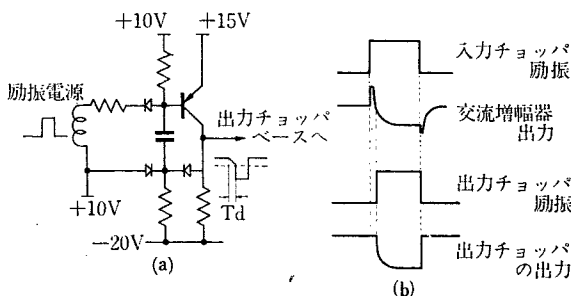 +10V
+15V
励振電源
出力チョッパ
ベースへ
+10V
Td
−20V
(a)
入力チョッパ
励振
交流増幅器
出力
出力チョッパ
励振
出力チョッパ
の出力
(b)